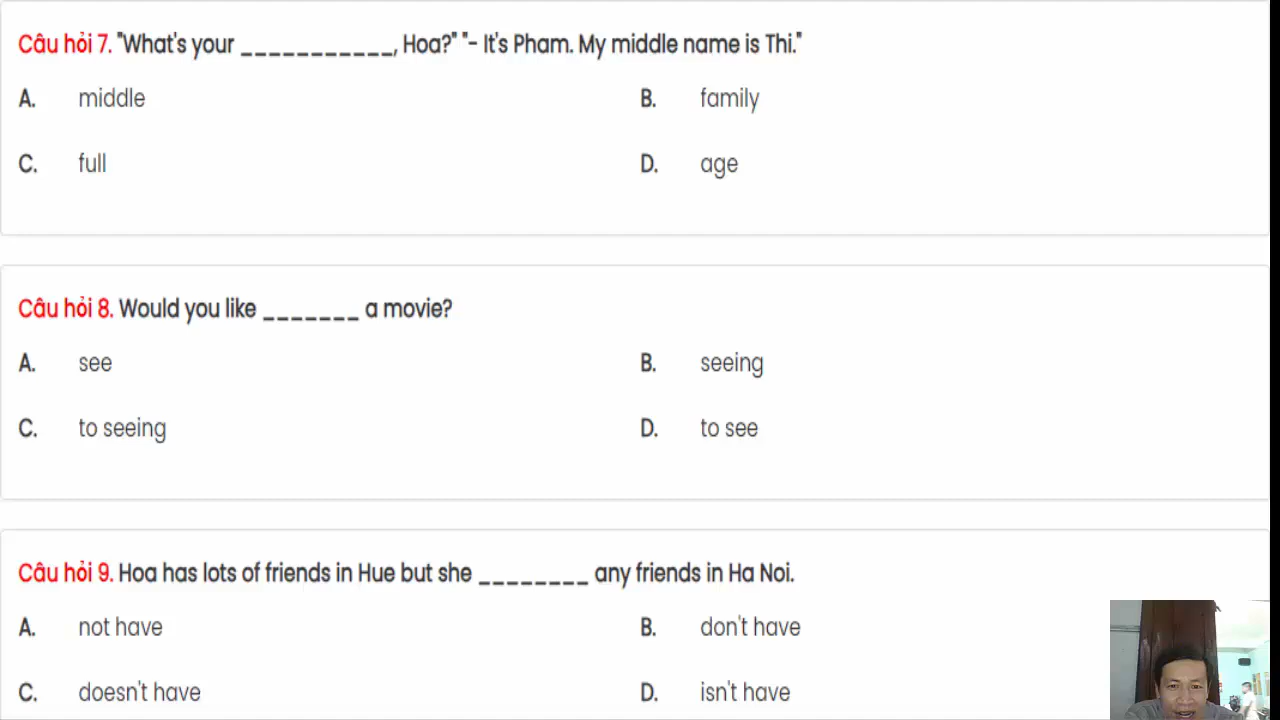 Câu hỏi 7. "What's your ___________, Hoa?" "- It's Pham. My middle name is Thi."
A. middle B. family
C. full D. age
Câu hỏi 8. Would you like _______ a movie?
A. see B. seeing
C. to seeing D. to see
Câu hỏi 9. Hoa has lots of friends in Hue but she ________ any friends in Ha Noi.
A. not have B. don't have
C. doesn't have D. isn't have